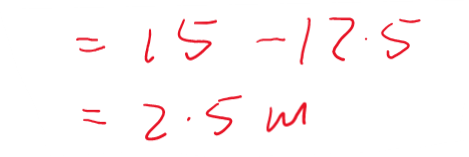 = 15 - 12.5
= 2.5 m